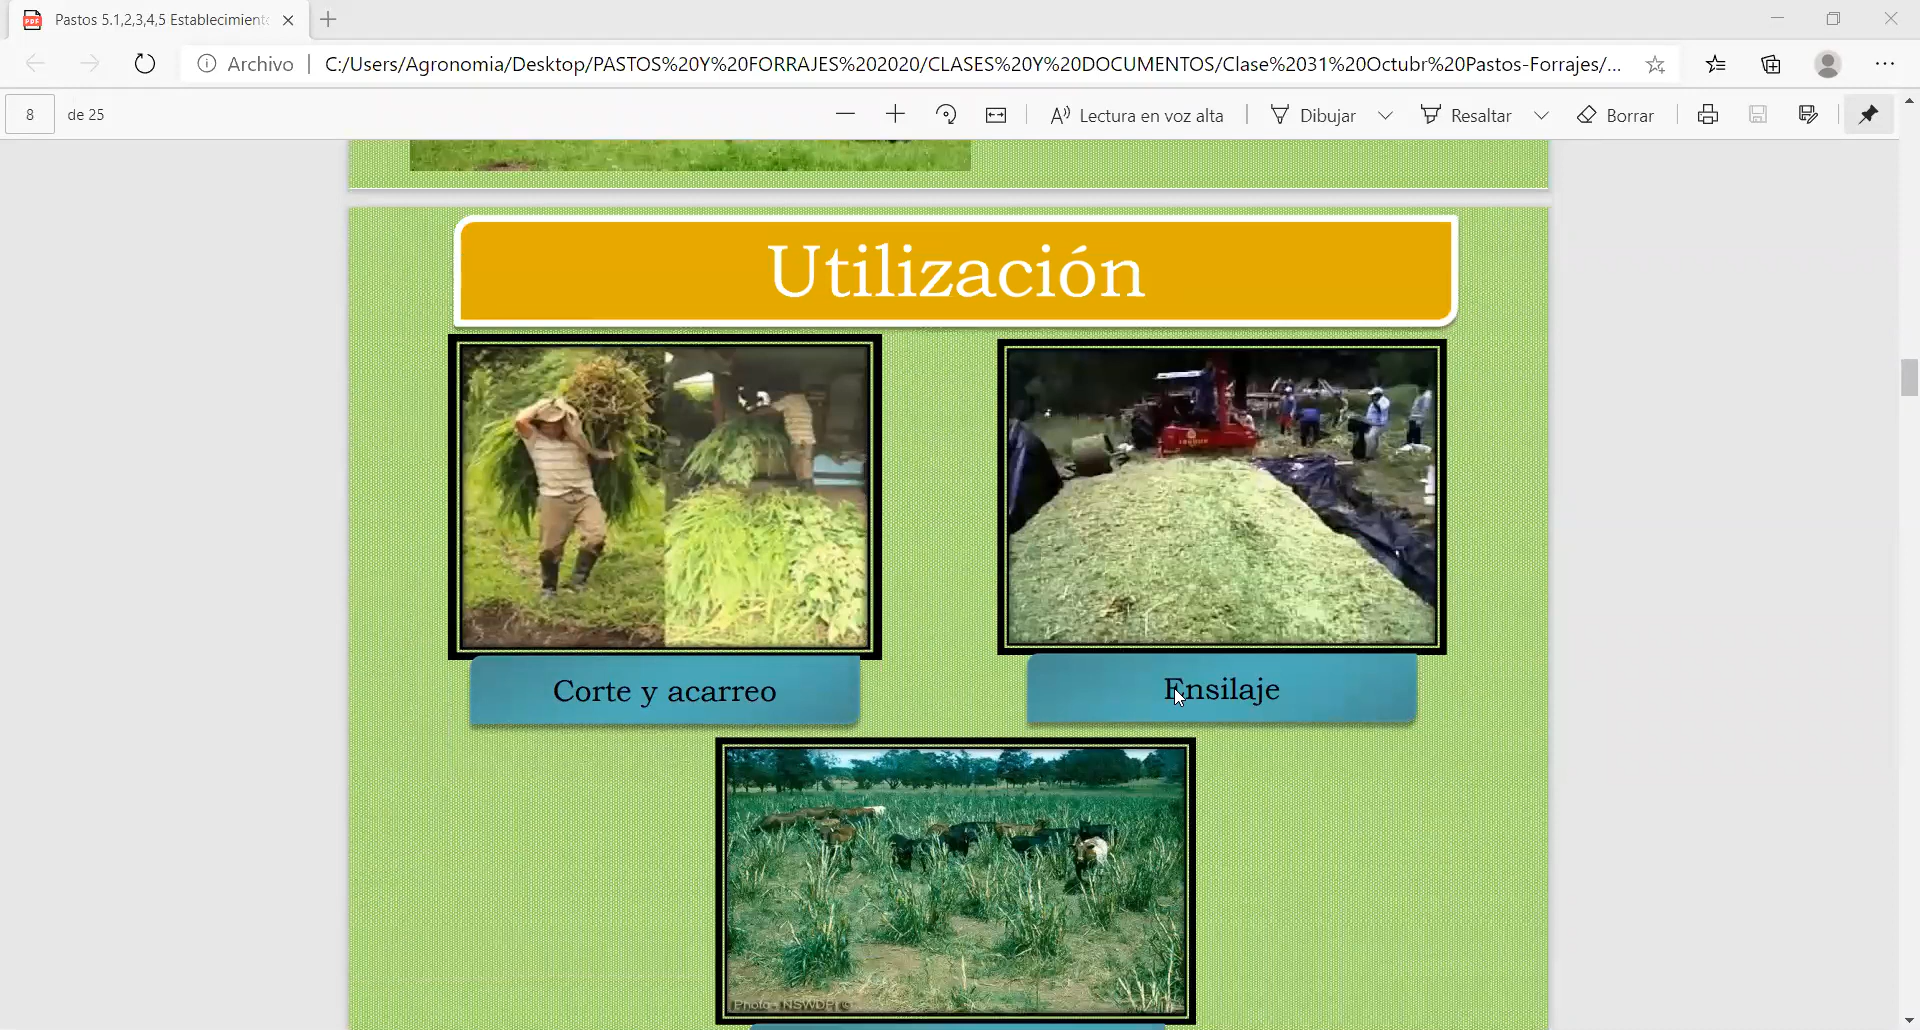 Pastos 5.1,2,3,4,5 Establecimient
Archivo
C:/Users/Agronomia/Desktop/PASTOS%20Y%20FORRAJES%202020/CLASES%20Y%20DOCUMENTOS/Clase%2031%20Octubr%20Pastos-Forrajes/...
8 de 25
Lectura en voz alta
Dibujar
Resaltar
Borrar
Utilización
Corte y acarreo
Ensilaje